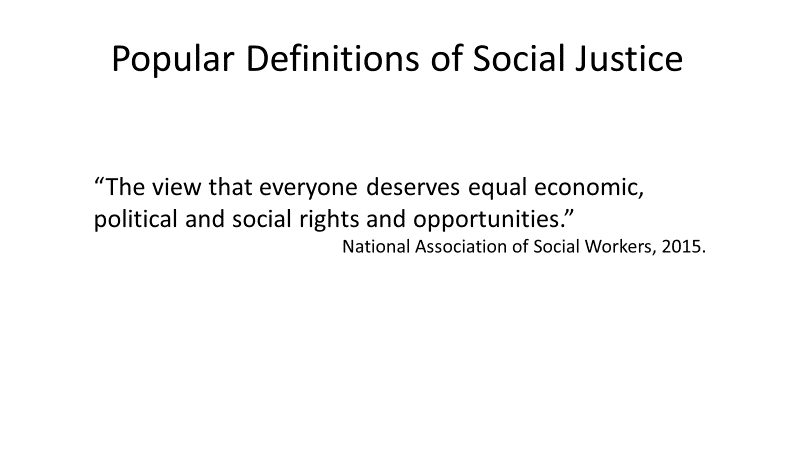 Popular Definitions of Social Justice
“The view that everyone deserves equal economic,
political and social rights and opportunities.”
National Association of Social Workers, 2015.